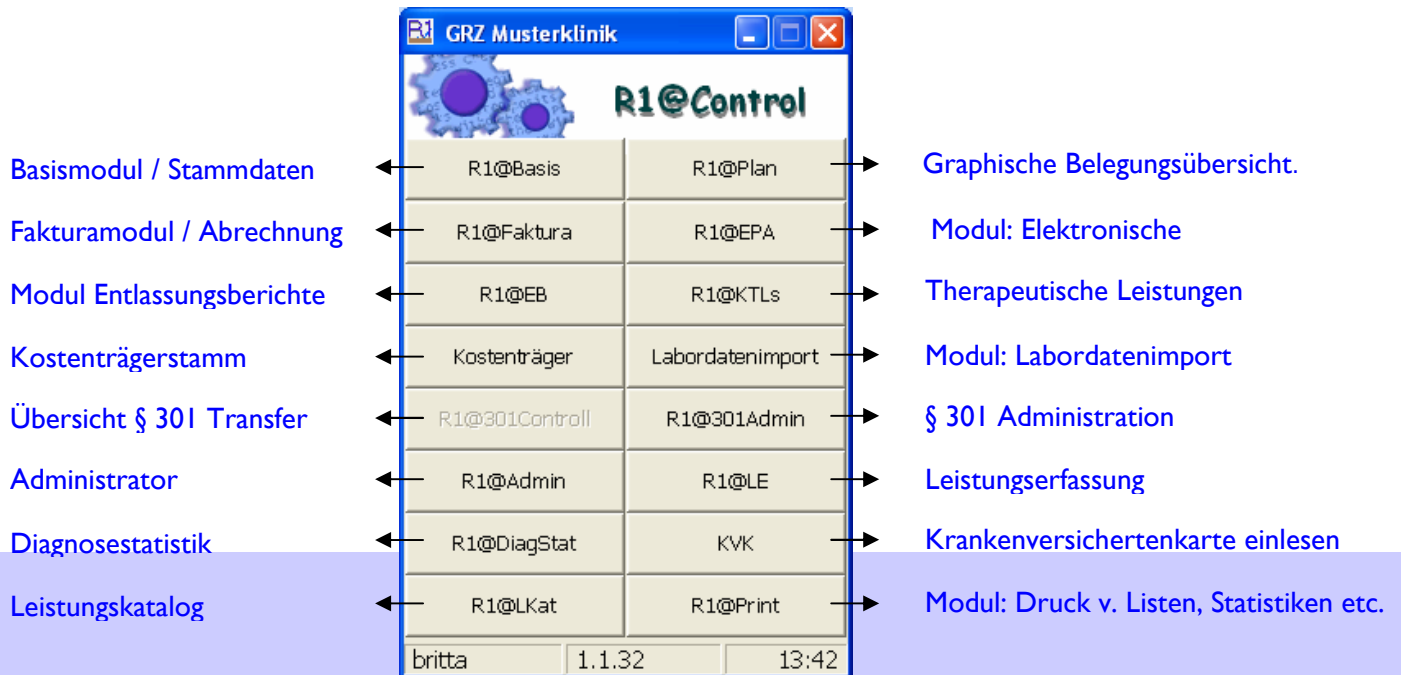 GRZ Musterklinik
R1@Control
Basismodul / Stammdaten R1@Basis R1@Plan Graphische Belegungsübersicht.
Fakturamodul / Abrechnung R1@Faktura R1@EPA Modul: Elektronische
Modul Entlassungsberichte R1@EB R1@KTLs Therapeutische Leistungen
Kostenträgerstamm Kostenträger Labordatenimport Modul: Labordatenimport
Übersicht § 301 Transfer R1@301Controll R1@301Admin § 301 Administration
Administrator R1@Admin R1@LE Leistungserfassung
Diagnosestatistik R1@DiagStat KVK Krankenversichertenkarte einlesen
Leistungskatalog R1@LKat R1@Print Modul: Druck v. Listen, Statistiken etc.
britta 1.1.32 13:42